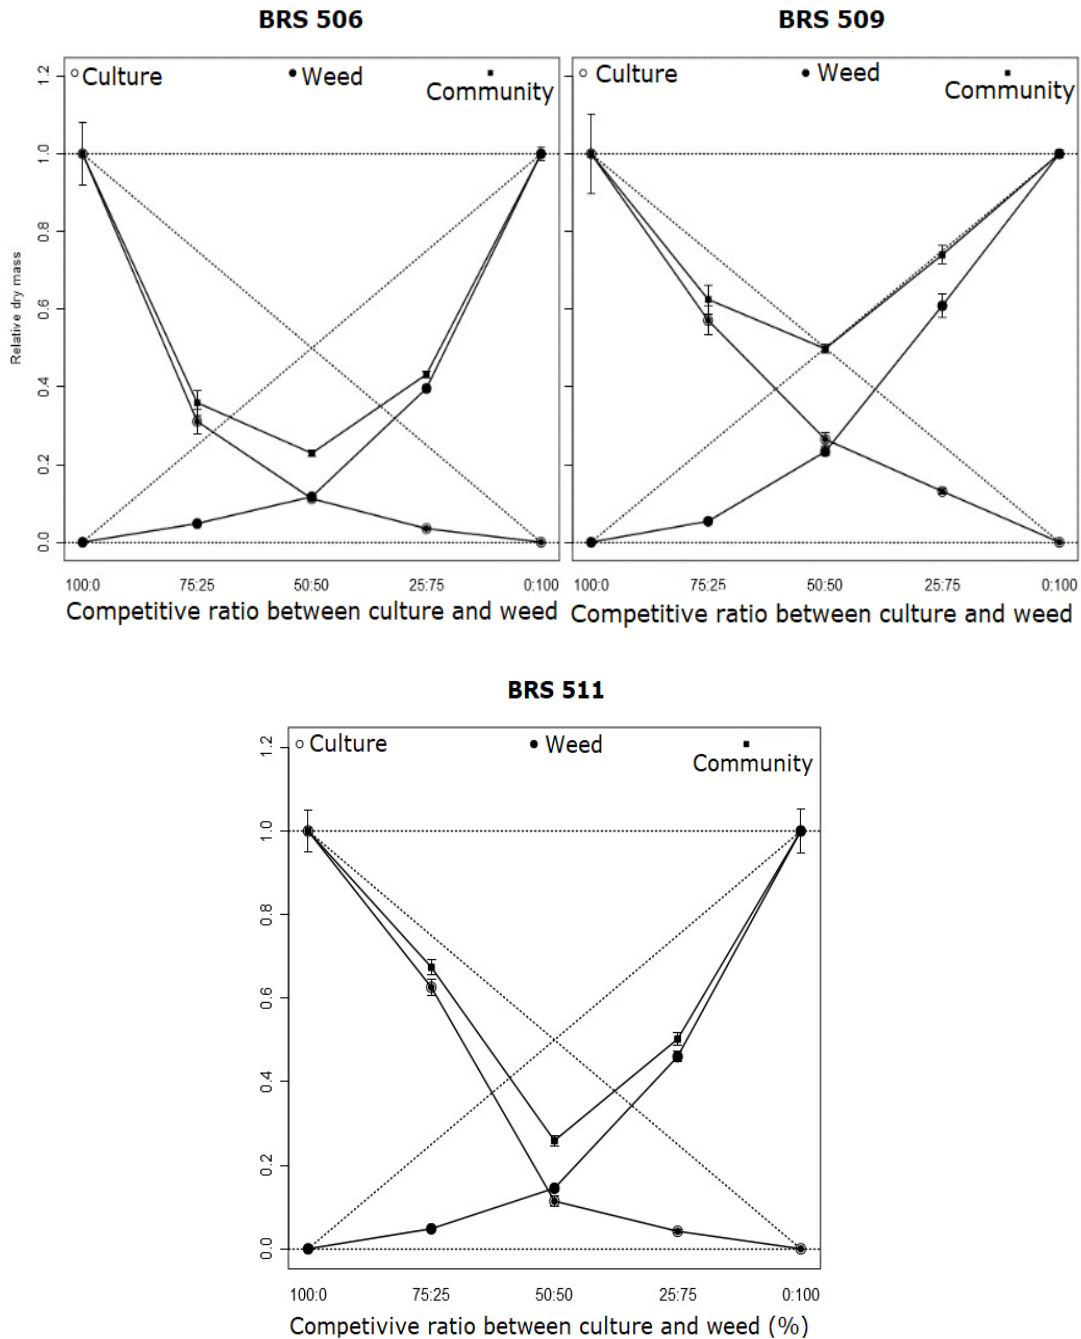 BRS 506
BRS 509
Culture
Weed
Community
Culture
Weed
Community
Relative dry mass
1.2
1.0
0.8
0.6
0.4
0.2
0.0
100:0
75:25
50:50
25:75
0:100
100:0
75:25
50:50
25:75
0:100
Competitive ratio between culture and weed
Competitive ratio between culture and weed
BRS 511
Culture
Weed
Community
1.2
1.0
0.8
0.6
0.4
0.2
0.0
100:0
75:25
50:50
25:75
0:100
Competivive ratio between culture and weed (%)